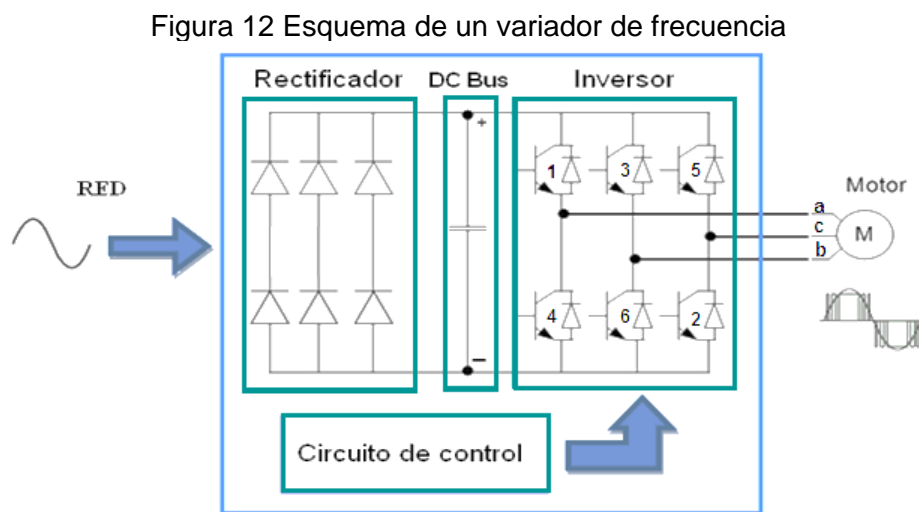 Figura 12 Esquema de un variador de frecuencia
Rectificador DC Bus Inversor
+
1 3 5
RED
Motor
a
c
b
M
4 6 2
−
Circuito de control